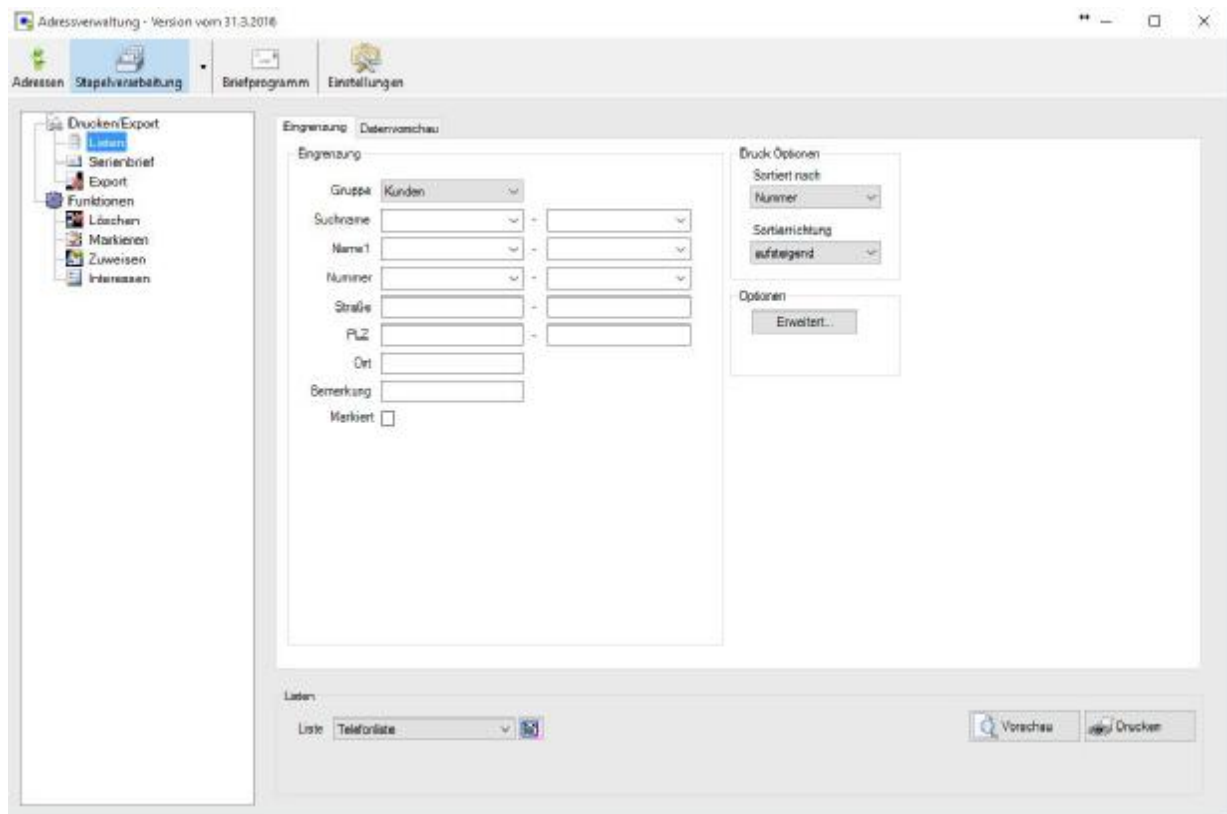 Adressverwaltung - Version vom 31.3.2016
Adressen Stapelverarbeitung Briefprogramm Einstellungen
Drucken/Export
Listen
Serienbrief
Export
Funktionen
Löschen
Markieren
Zuweisen
Interessen
Eingrenzung Datenvorschau
Eingrenzung
Gruppe Kunden
Suchname -
Name1 -
Nummer -
Straße -
PLZ -
Ort
Bemerkung
Markiert
Druck Optionen
Sortiert nach
Nummer
Sortierrichtung
aufsteigend
Optionen
Erweitert...
Listen
Liste Telefonliste
Vorschau Drucken